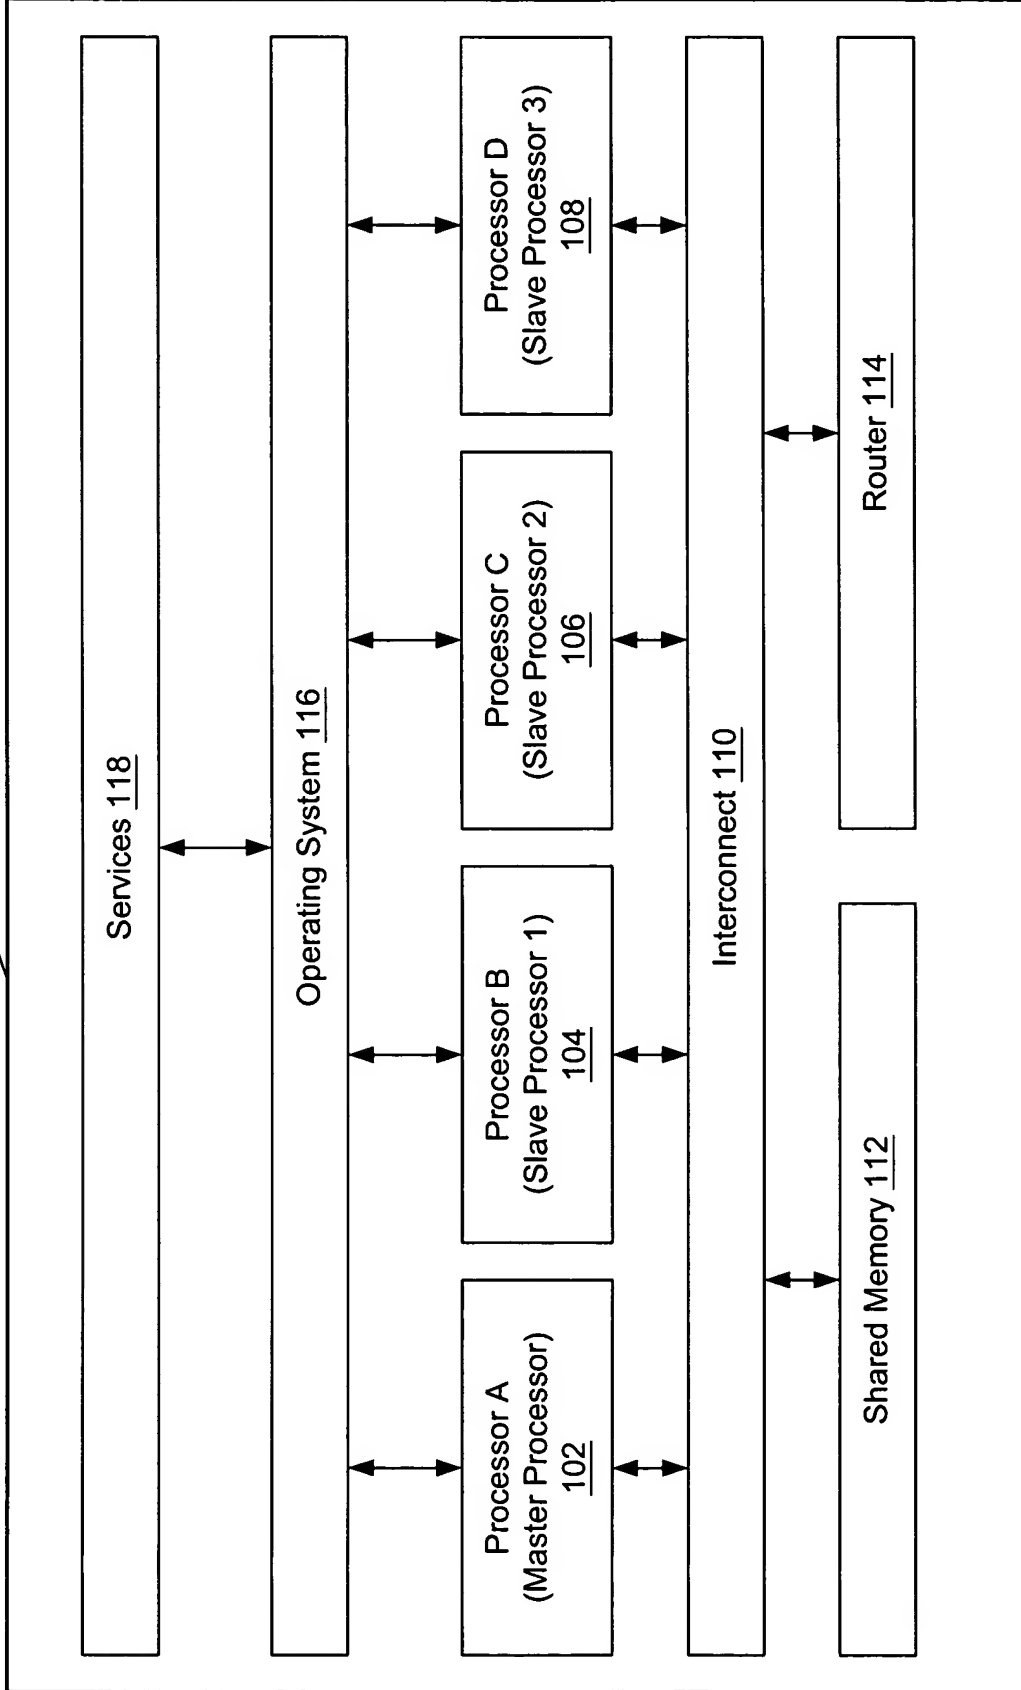 Services 118
Operating System 116
Processor A
(Master Processor)
102
Processor B
(Slave Processor 1)
104
Processor C
(Slave Processor 2)
106
Processor D
(Slave Processor 3)
108
Interconnect 110
Shared Memory 112
Router 114